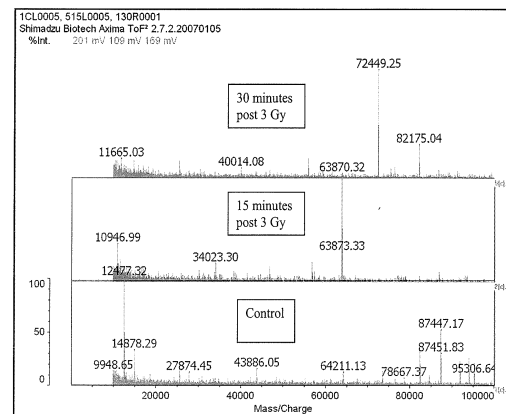 1CL0005, 515L0005, 130R0001
Shimadzu Biotech Axima ToF² 2.7.2.20070105
%Int. 201 mV 109 mV 169 mV
72449.25
30 minutes
post 3 Gy
82175.04
11665.03
40014.08
63870.32
15 minutes
post 3 Gy
10946.99
63873.33
34023.30
12477.32
100
Control
87447.17
50
14878.29
87451.83
9948.65
27874.45
43886.05
64211.13
78667.37
95306.64
0
20000 40000 60000 80000 100000
Mass/Charge